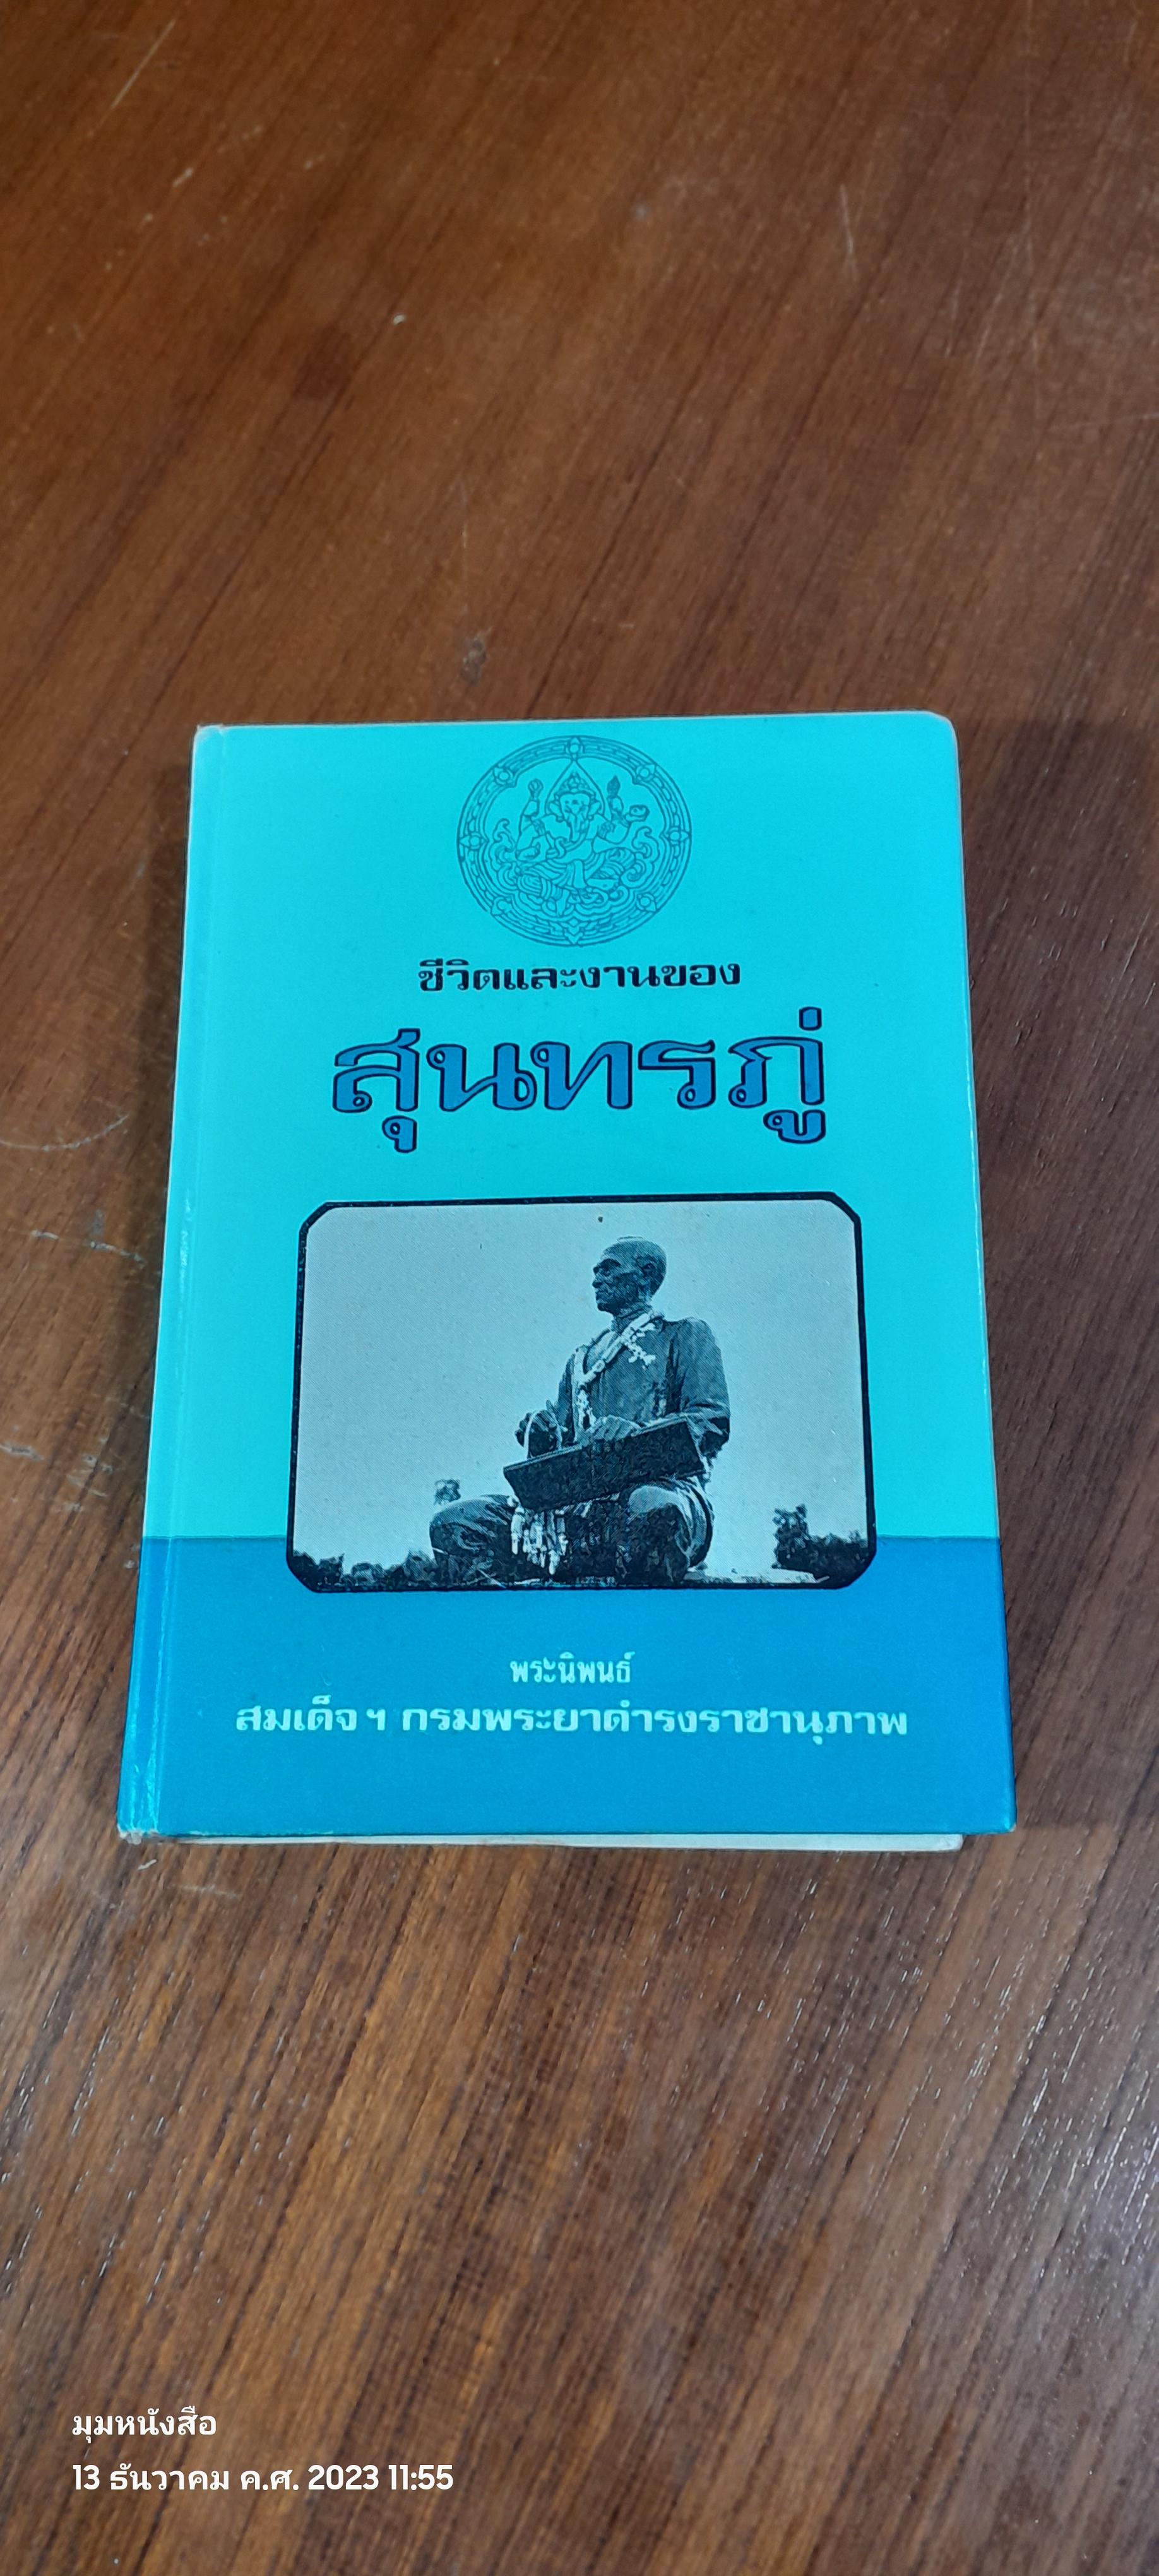 ชีวิตและงานของ
สุนทรภู่
พระนิพนธ์
สมเด็จ ฯ กรมพระยาดำรงราชานุภาพ
มุมหนังสือ
13 ธันวาคม ค.ศ. 2023 11:55